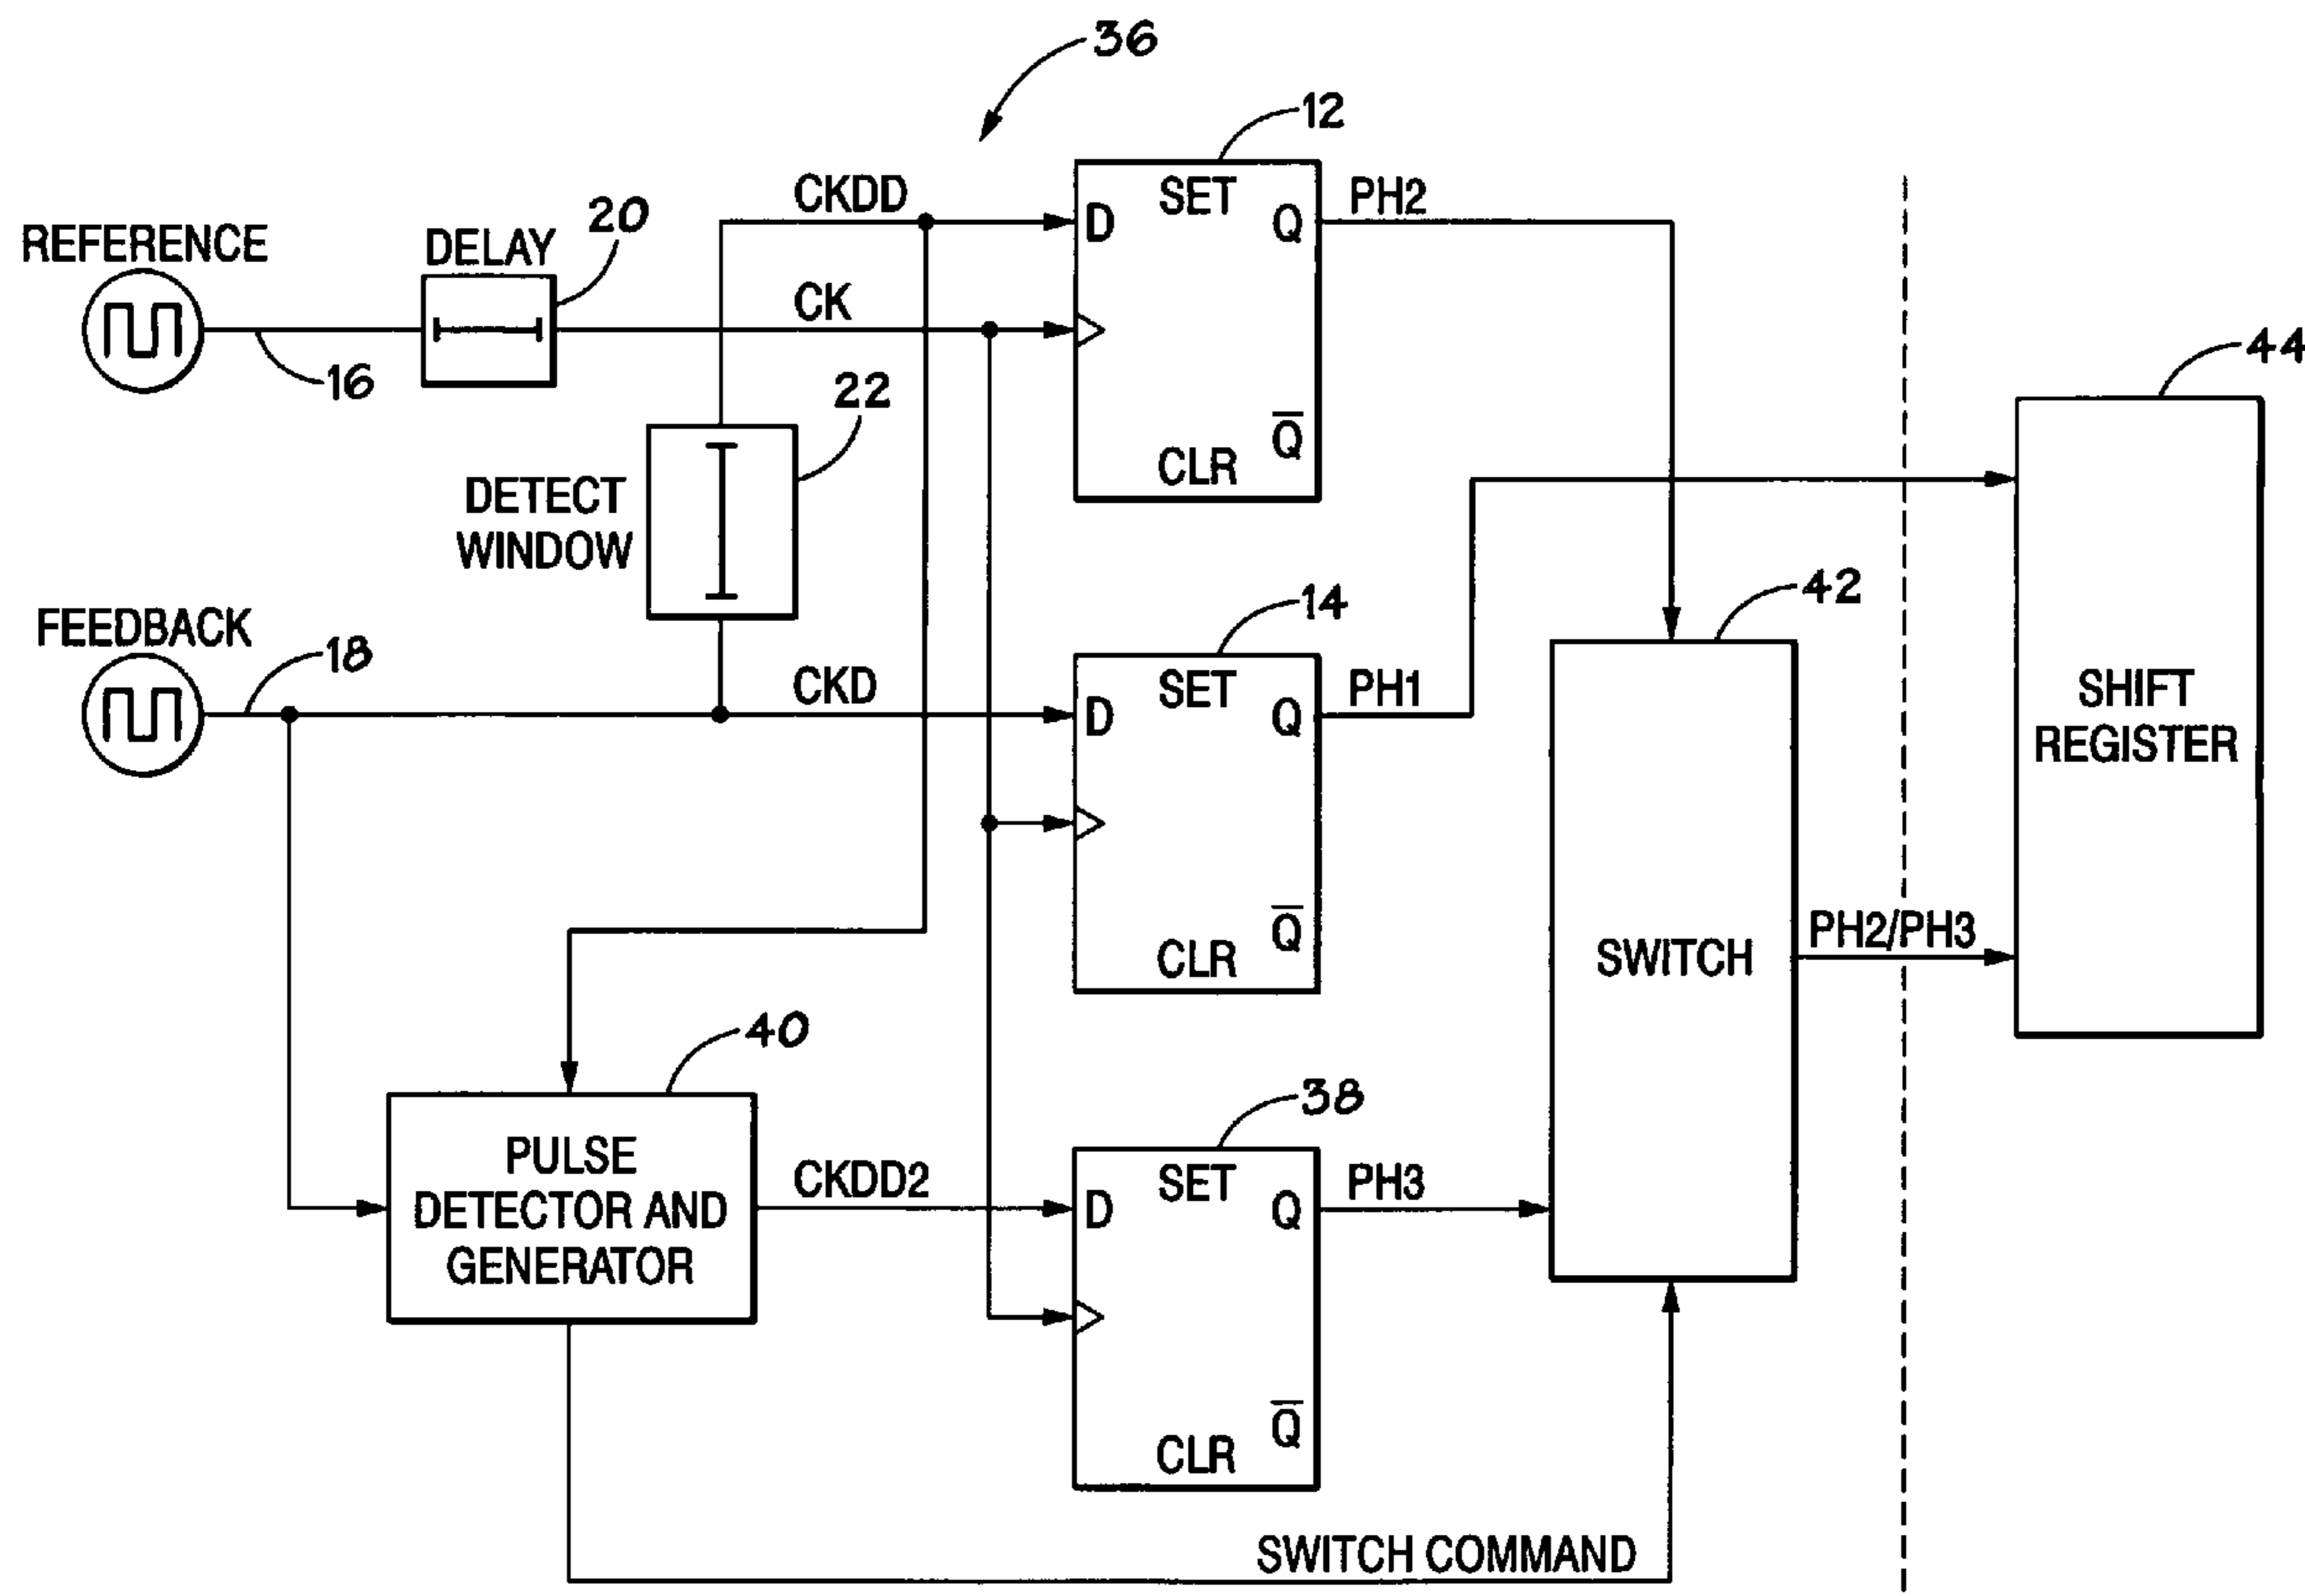 36
12
CKDD
SET
D
Q
PH2
20
REFERENCE
DELAY
CK
16
22
Q̅
CLR
44
DETECT
WINDOW
14
42
FEEDBACK
18
CKD
SET
D
Q
PH1
SHIFT
REGISTER
Q̅
CLR
SWITCH
PH2/PH3
40
38
PULSE
DETECTOR AND
GENERATOR
CKDD2
SET
D
Q
PH3
Q̅
CLR
SWITCH COMMAND